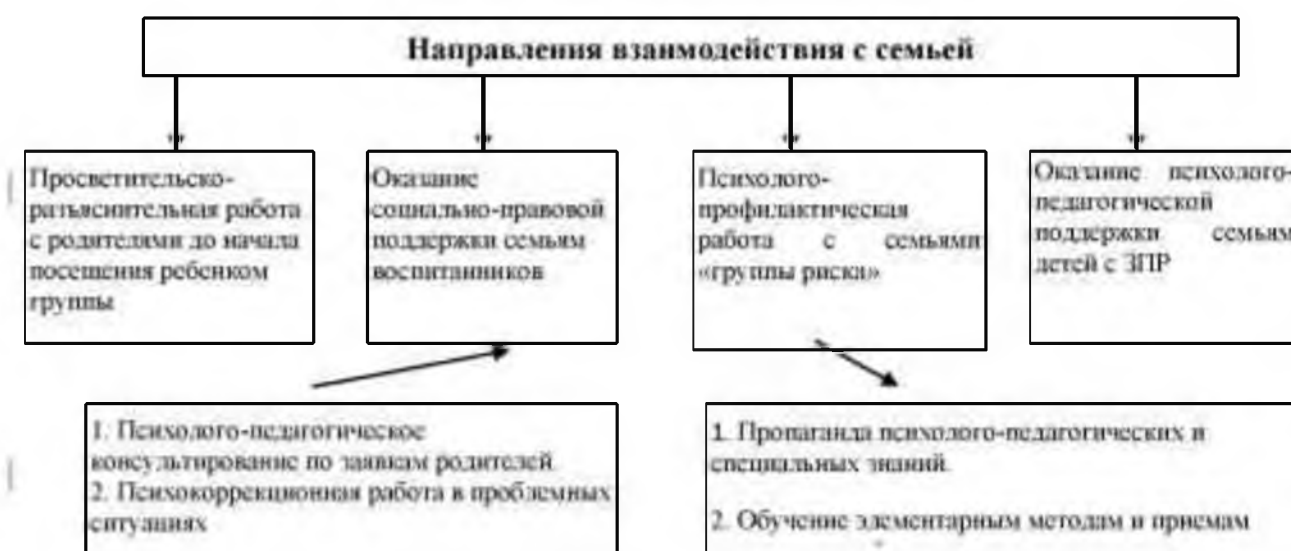 Направления взаимодействия с семьей
Просветительско-
разъяснительная работа
с родителями до начала
посещения ребенком
группы
Оказание
социально-правовой
поддержки семьям
воспитанников
Психолого-
профилактическая
работа с семьями
«группы риска»
Оказание психолого-
педагогической
поддержки семьям
детей с ЗПР
1. Психолого-педагогическое
консультирование по заявкам родителей
2. Психокоррекционная работа в проблемных
ситуациях
1. Пропаганда психолого-педагогических и
специальных знаний
2. Обучение элементарным методам и приемам